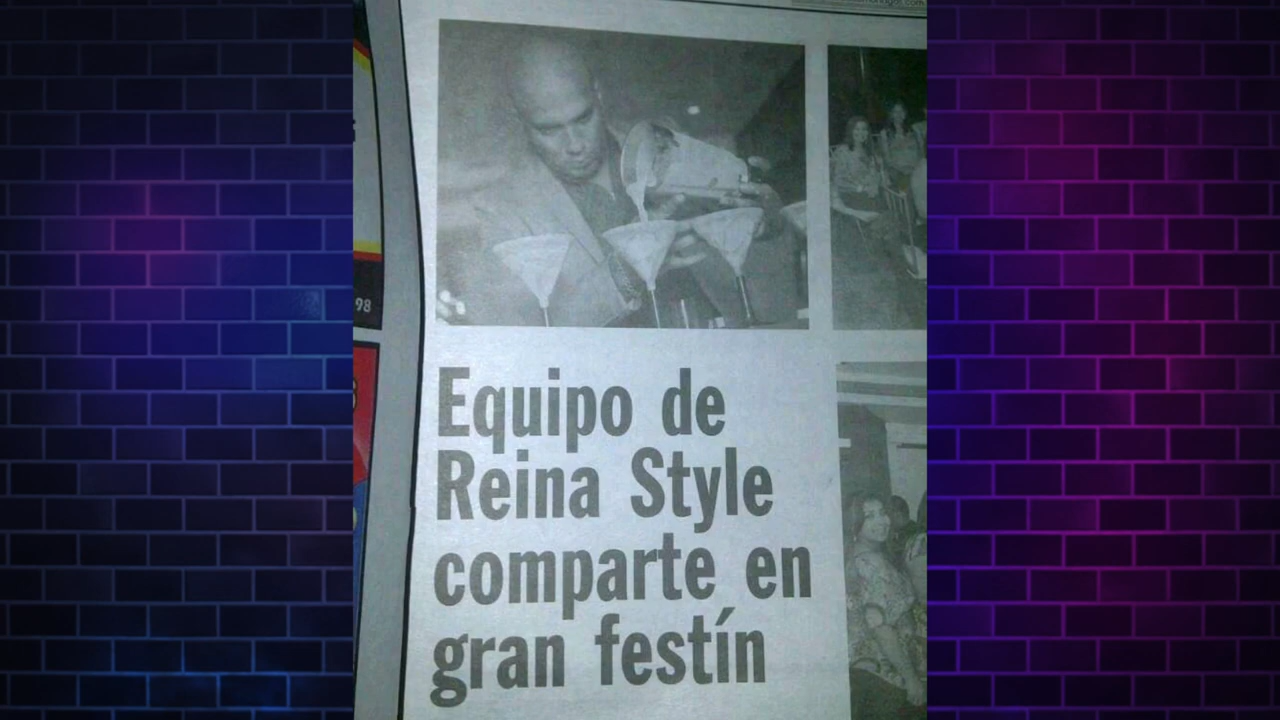 98
Equipo de
Reina Style
comparte en
gran festín